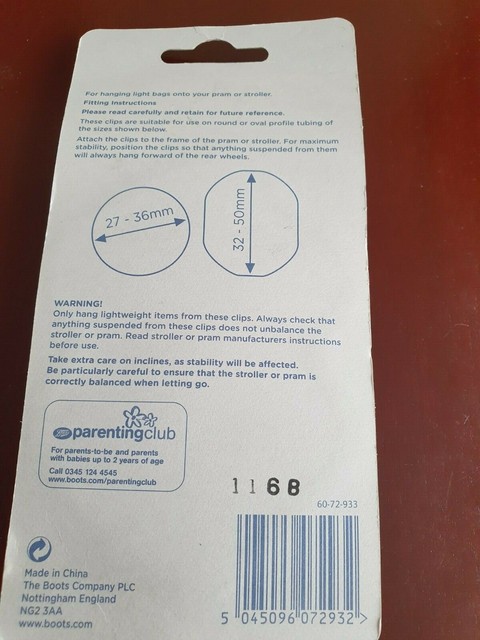 For hanging light bags onto your pram or stroller.
Fitting Instructions
Please read carefully and retain for future reference.
These clips are suitable for use on round or oval profile tubing of
the sizes shown below.
Attach the clips to the frame of the pram or stroller. For maximum
stability, position the clips so that anything suspended from them
will always hang forward of the rear wheels.
27 - 36mm
32 - 50mm
WARNING!
Only hang lightweight items from these clips. Always check that
anything suspended from these clips does not unbalance the
stroller or pram. Read stroller or pram manufacturers instructions
before use.
Take extra care on inclines, as stability will be affected.
Be particularly careful to ensure that the stroller or pram is
correctly balanced when letting go.
Boots parentingclub
For parents-to-be and parents
with babies up to 2 years of age
Call 0345 124 4545
www.boots.com/parentingclub
1168
60-72-933
Made in China
The Boots Company PLC
Nottingham England
NG2 3AA
www.boots.com
5 045096 072932 >